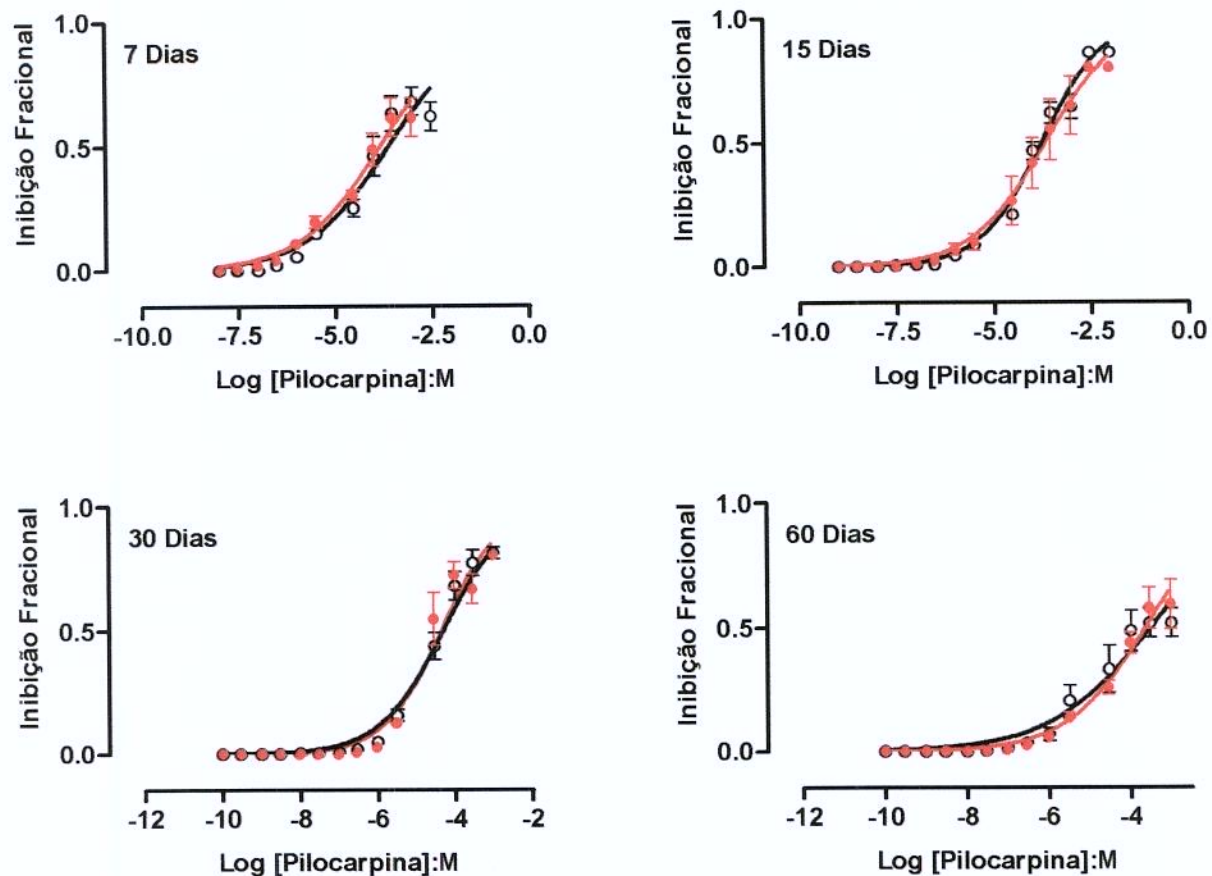 7 Dias
Inibição Fracional
1.0
0.5
0.0
-10.0 -7.5 -5.0 -2.5 0.0
Log [Pilocarpina]:M
15 Dias
Inibição Fracional
1.0
0.5
0.0
-10.0 -7.5 -5.0 -2.5 0.0
Log [Pilocarpina]:M
30 Dias
Inibição Fracional
1.0
0.5
0.0
-12 -10 -8 -6 -4 -2
Log [Pilocarpina]:M
60 Dias
Inibição Fracional
1.0
0.5
0.0
-12 -10 -8 -6 -4
Log [Pilocarpina]:M